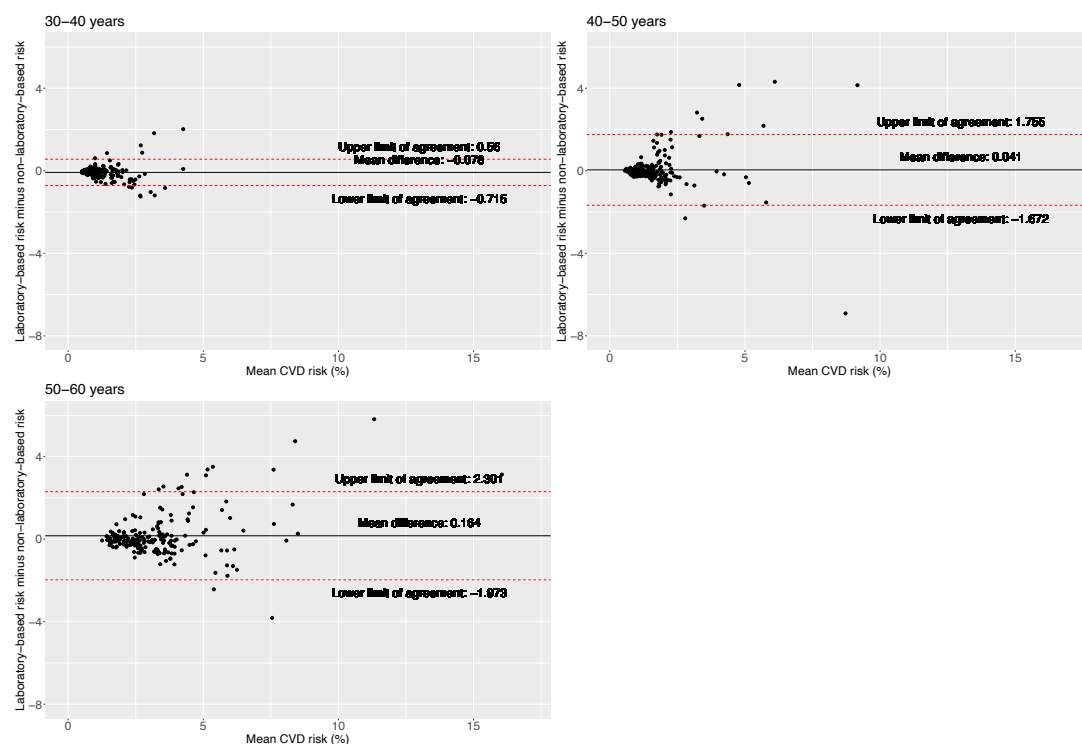 30−40 years
Laboratory−based risk minus non−laboratory−based risk
4
0
−4
−8
Upper limit of agreement: 0.56
Mean difference: −0.078
Lower limit of agreement: −0.715
0 5 10 15
Mean CVD risk (%)
40−50 years
Laboratory−based risk minus non−laboratory−based risk
4
0
−4
−8
Upper limit of agreement: 1.755
Mean difference: 0.041
Lower limit of agreement: −1.672
0 5 10 15
Mean CVD risk (%)
50−60 years
Laboratory−based risk minus non−laboratory−based risk
4
0
−4
−8
Upper limit of agreement: 2.301
Mean difference: 0.164
Lower limit of agreement: −1.973
0 5 10 15
Mean CVD risk (%)